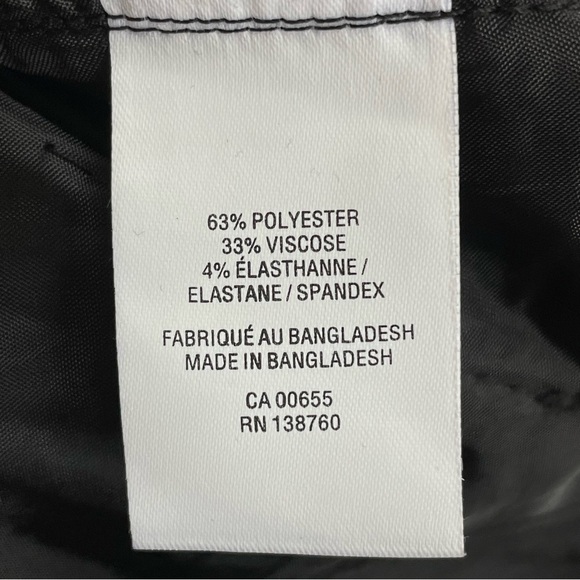 63% POLYESTER
33% VISCOSE
4% ÉLASTHANNE /
ELASTANE / SPANDEX
FABRIQUÉ AU BANGLADESH
MADE IN BANGLADESH
CA 00655
RN 138760